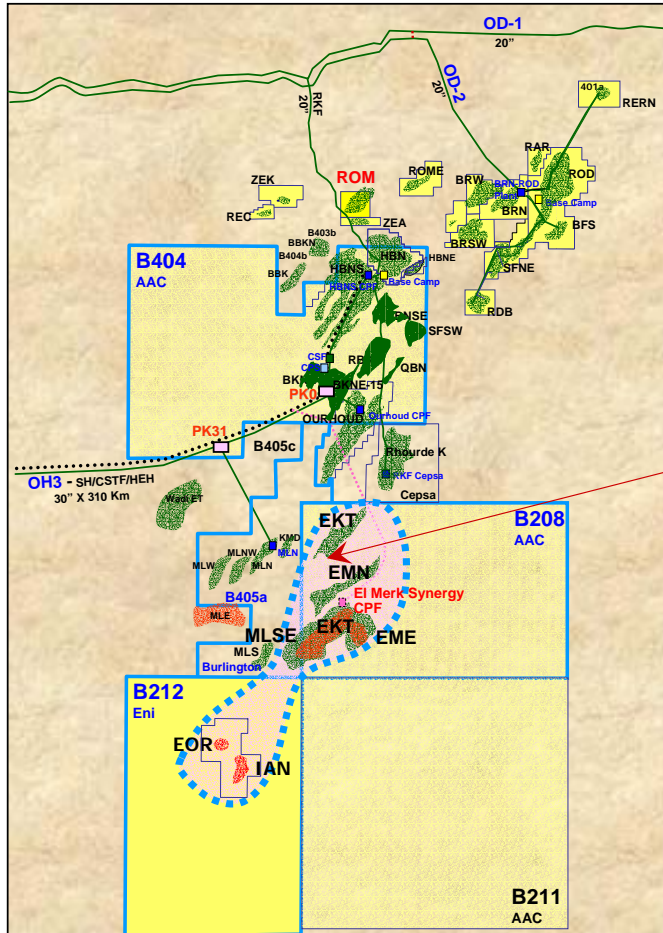 OD-1
20"
OD-2
20"
RKF
20"
401a
RERN
RAR
ROD
ROME
BRW
BRN-ROD
Plant
Base Camp
BRN
BFS
BRSW
SFNE
RDB
ZEK
REC
ROM
ZEA
B403b
BBKN
B404b
BBK
HBN
HBNE
HBNS
HBNS CPF
Base Camp
B404
AAC
SFSW
CSF
RB
QBN
PK0
BKNE-15
Ourhoud CPF
OURHOUD
PK31
B405c
Rhourde K
RKF Cepsa
Cepsa
OH3 - SH/CSTF/HEH
30" X 310 Km
Wadi ET
EKT
B208
AAC
KMD
MLN
MLNW
MLN
MLW
EMN
B405a
El Merk Synergy
CPF
MLE
EKT
EME
MLSE
MLS
Burlington
B212
Eni
EOR
IAN
B211
AAC